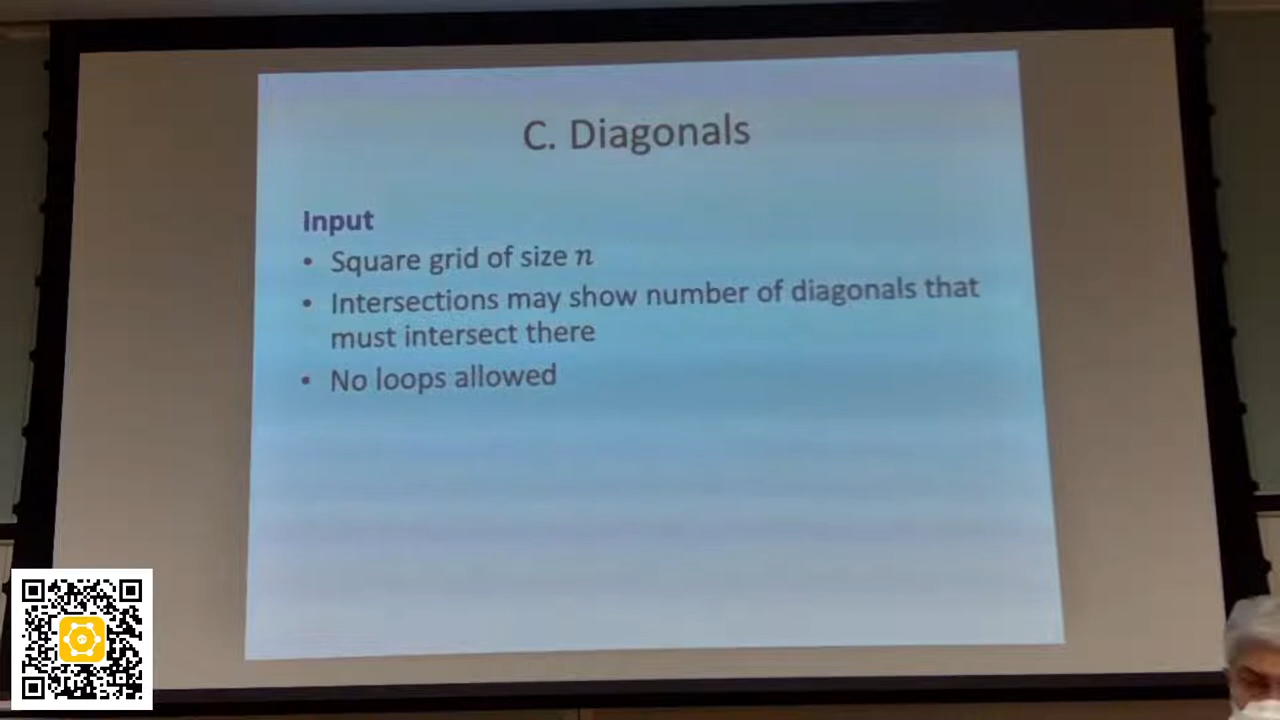 C. Diagonals
Input
• Square grid of size n
• Intersections may show number of diagonals that
must intersect there
• No loops allowed